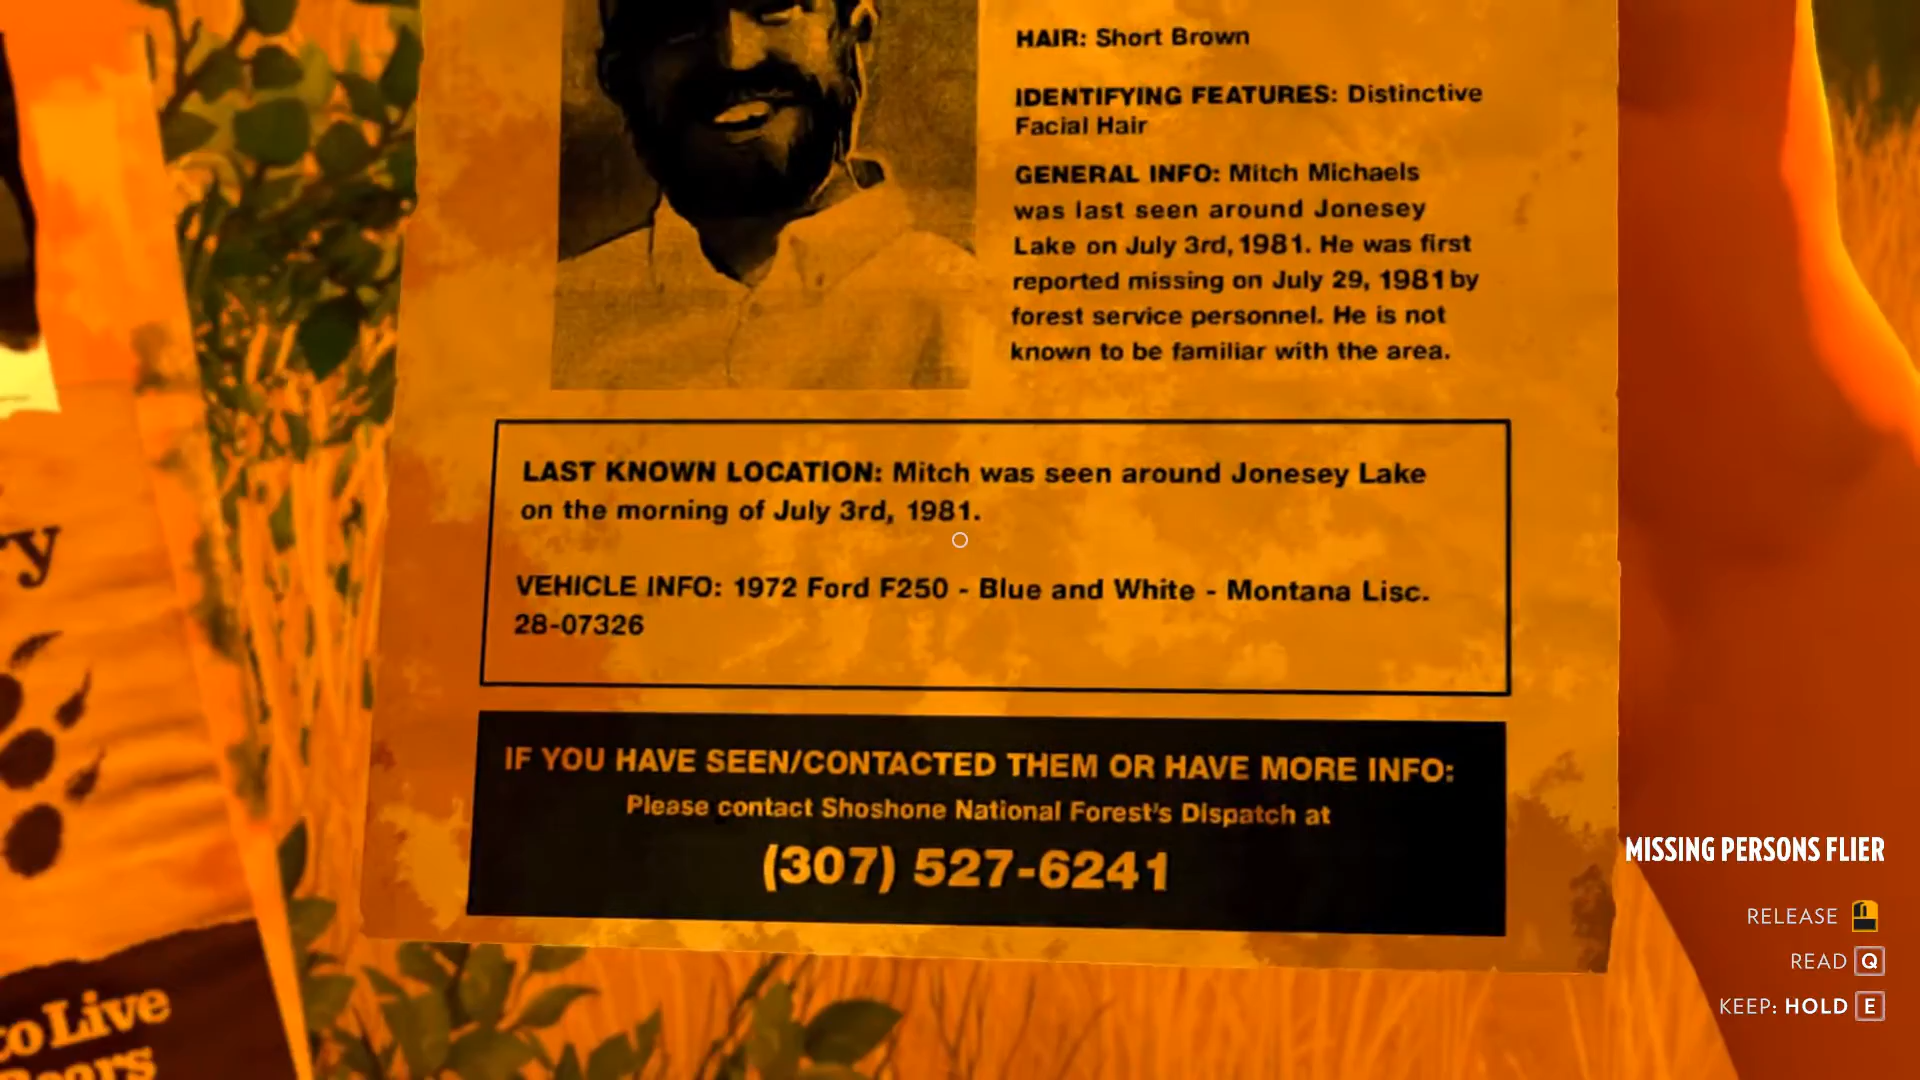 HAIR: Short Brown
IDENTIFYING FEATURES: Distinctive
Facial Hair
GENERAL INFO: Mitch Michaels
was last seen around Jonesey
Lake on July 3rd, 1981. He was first
reported missing on July 29, 1981 by
forest service personnel. He is not
known to be familiar with the area.
LAST KNOWN LOCATION: Mitch was seen around Jonesey Lake
on the morning of July 3rd, 1981.
VEHICLE INFO: 1972 Ford F250 - Blue and White - Montana Lisc.
28-07326
IF YOU HAVE SEEN/CONTACTED THEM OR HAVE MORE INFO:
Please contact Shoshone National Forest's Dispatch at
(307) 527-6241
to Live
Bears
MISSING PERSONS FLIER
RELEASE
READ Q
KEEP: HOLD E